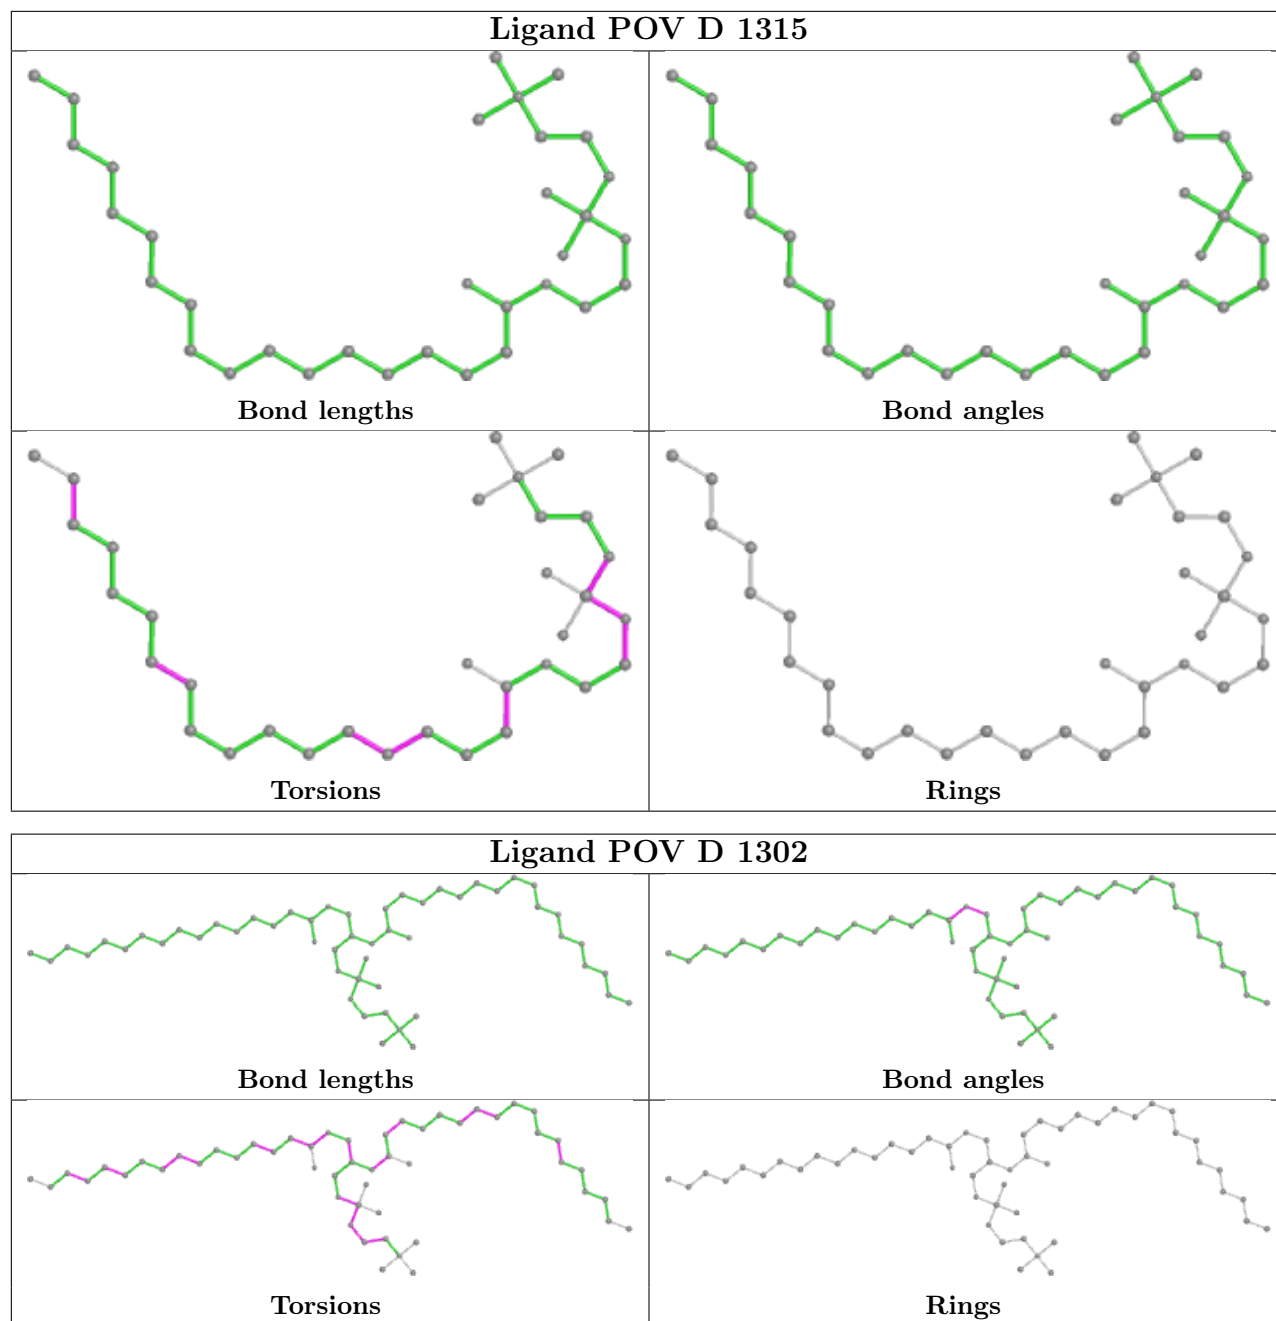 Ligand POV D 1315
Bond lengths
Bond angles
Torsions
Rings
Ligand POV D 1302
Bond lengths
Bond angles
Torsions
Rings